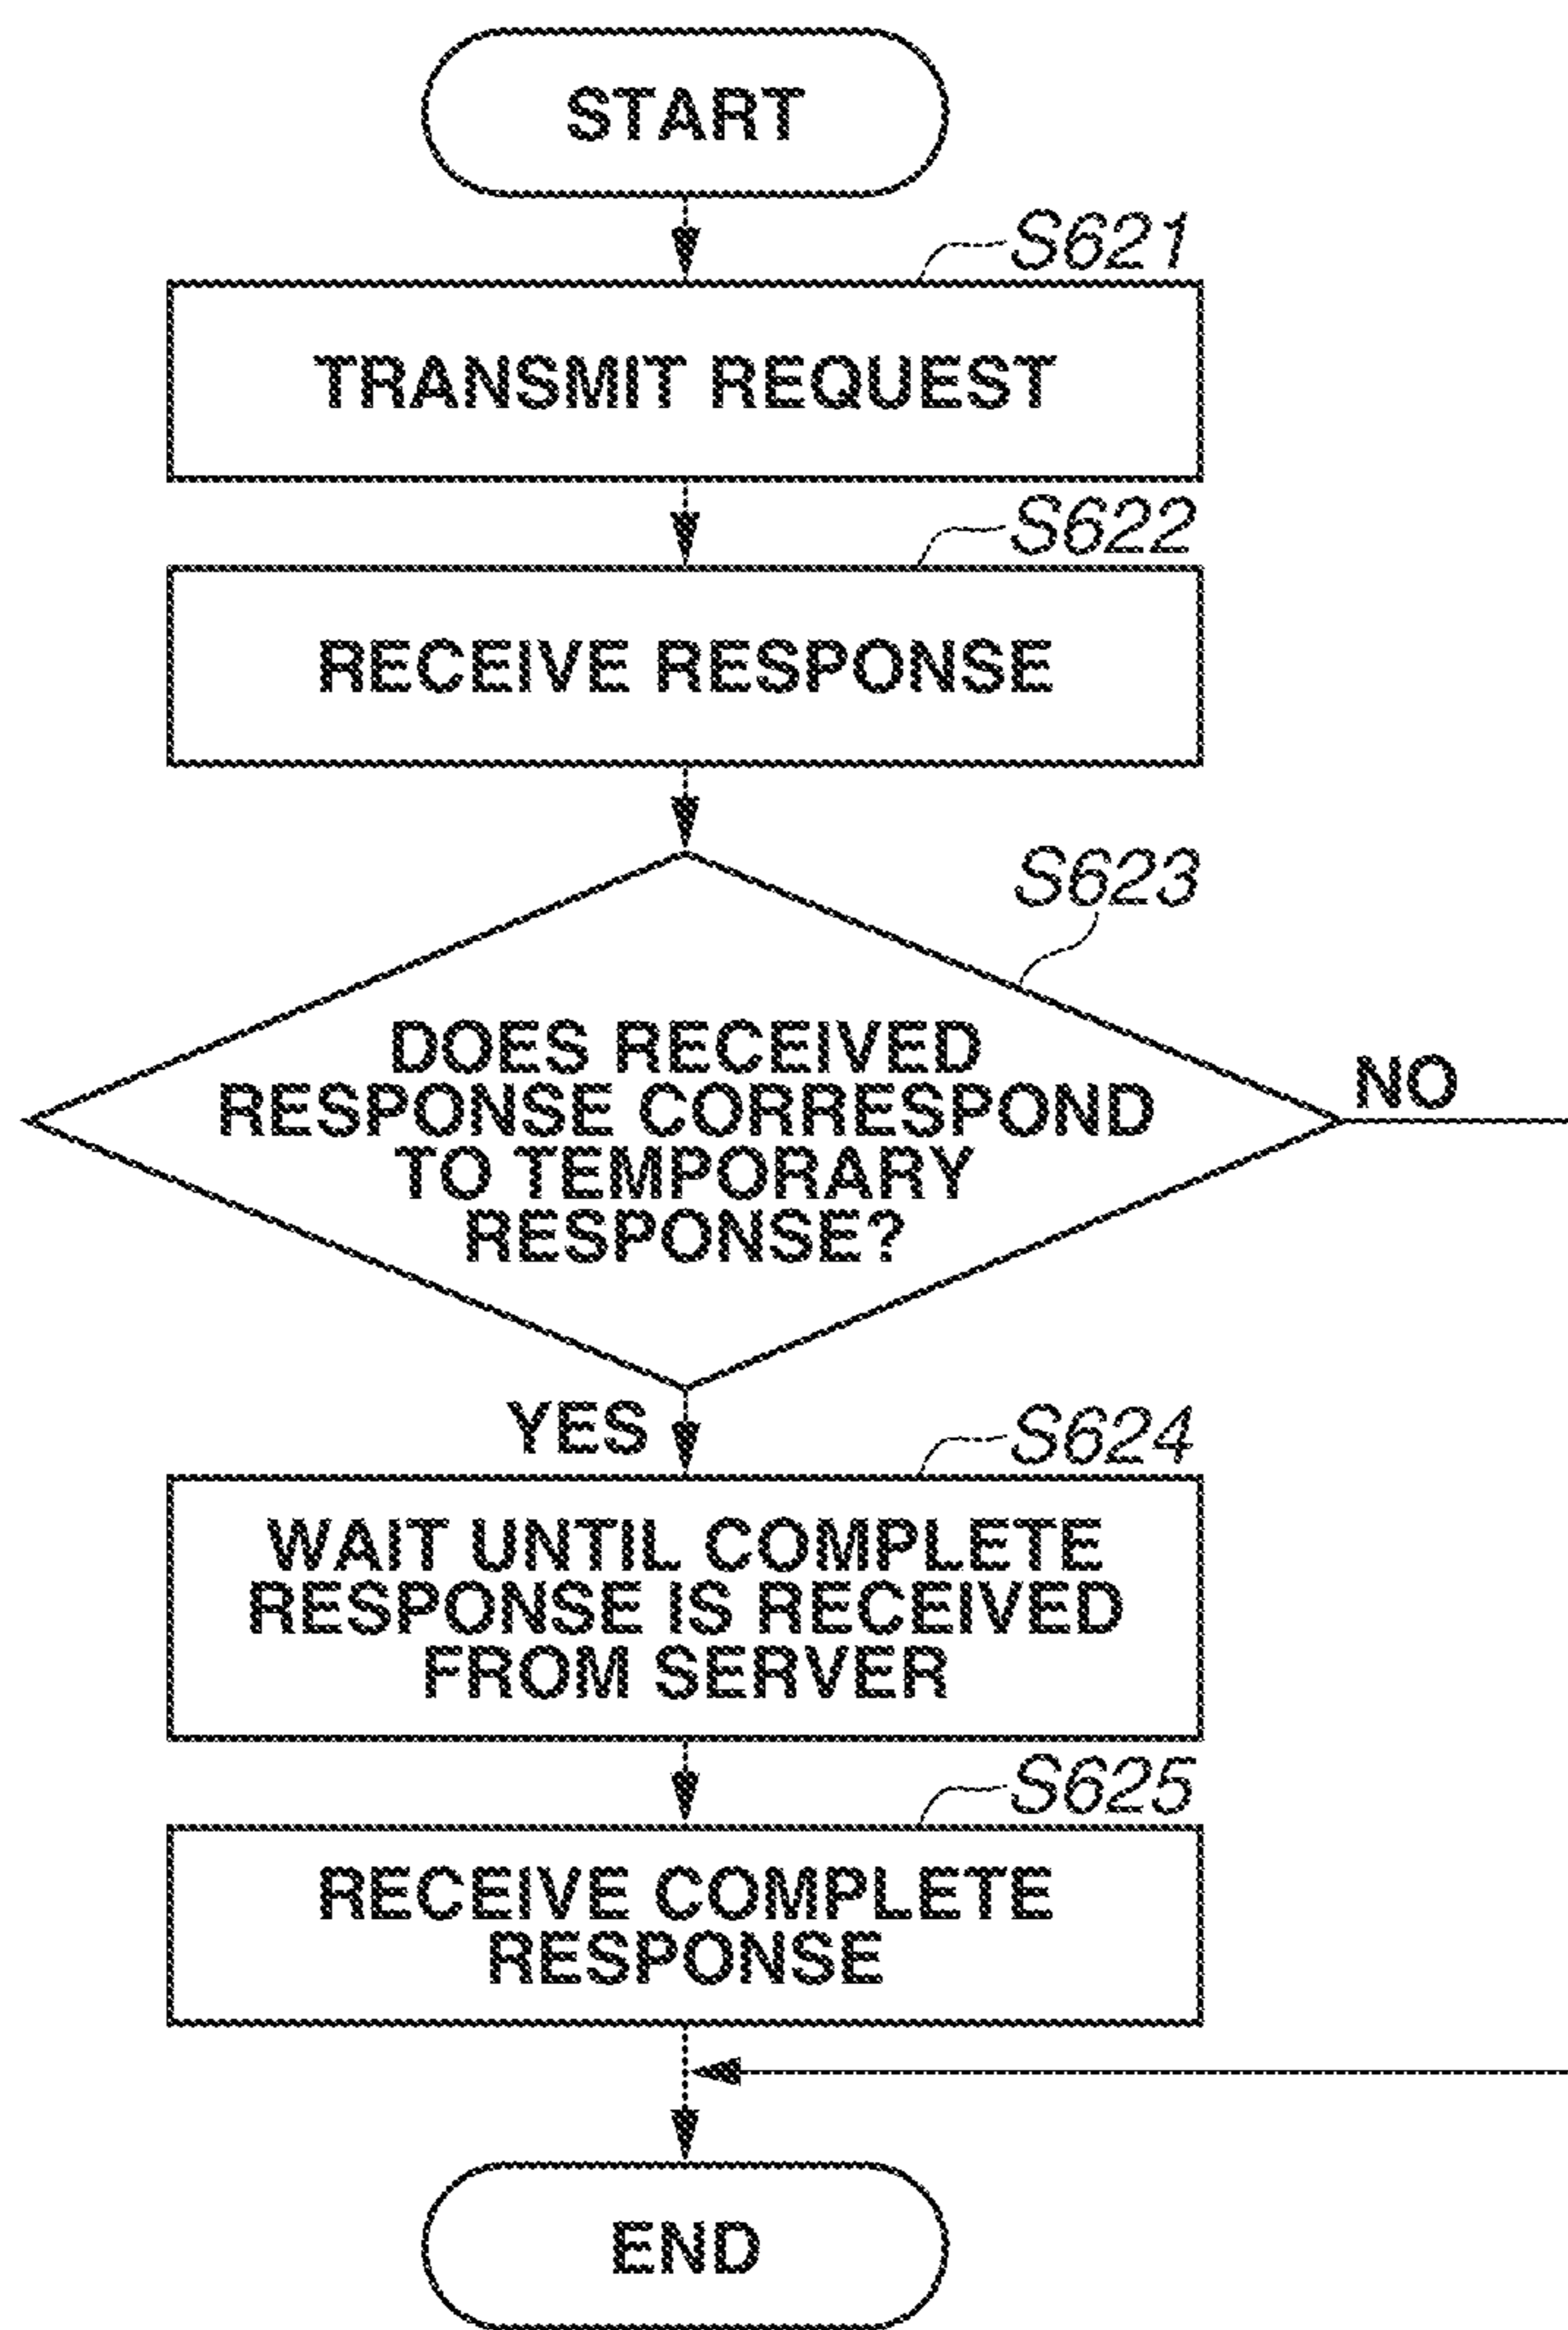 START
S621
TRANSMIT REQUEST
S622
RECEIVE RESPONSE
S623
DOES RECEIVED
RESPONSE CORRESPOND
TO TEMPORARY
RESPONSE?
NO
YES
S624
WAIT UNTIL COMPLETE
RESPONSE IS RECEIVED
FROM SERVER
S625
RECEIVE COMPLETE
RESPONSE
END